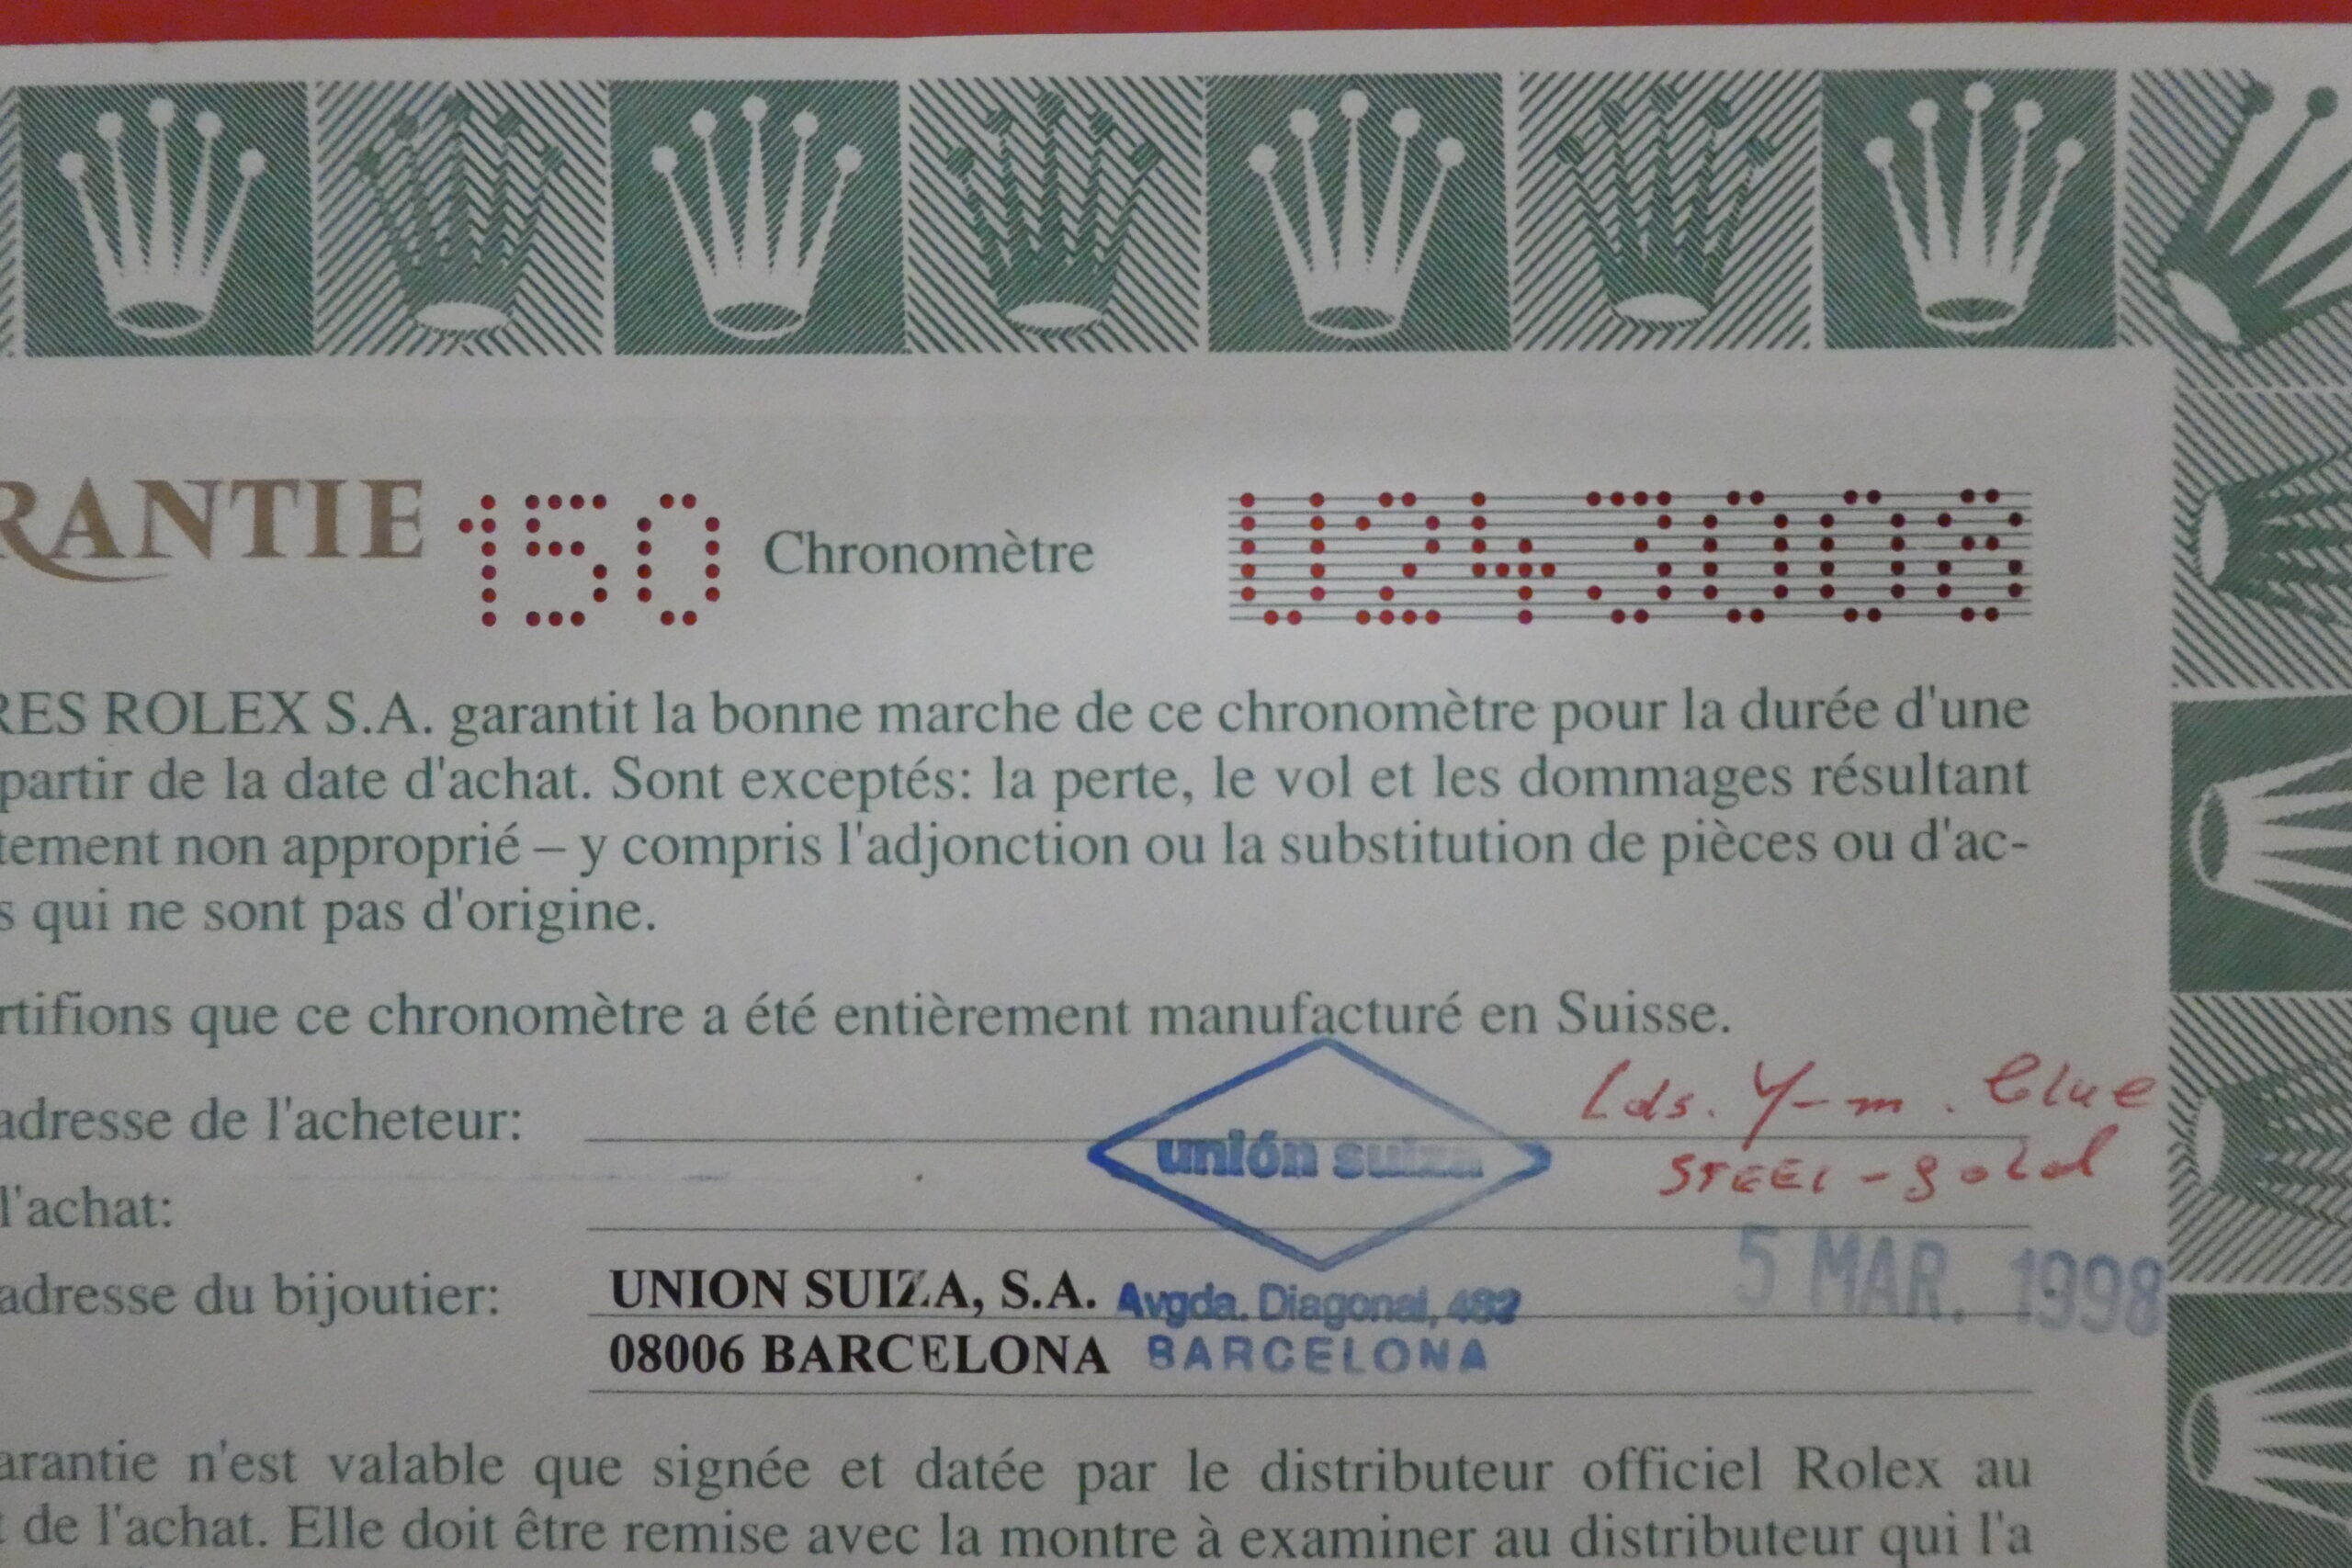 RANTIE 150 Chronomètre U243008
RES ROLEX S.A. garantit la bonne marche de ce chronomètre pour la durée d'une
partir de la date d'achat. Sont exceptés: la perte, le vol et les dommages résultant
tement non approprié – y compris l'adjonction ou la substitution de pièces ou d'ac-
s qui ne sont pas d'origine.
rtifions que ce chronomètre a été entièrement manufacturé en Suisse.
Lds. Y-m. blue
adresse de l'acheteur: unión suiza
STEEL-gold
l'achat:
5 MAR. 1998
adresse du bijoutier: UNION SUIZA, S.A. Avgda. Diagonal, 482
08006 BARCELONA BARCELONA
arantie n'est valable que signée et datée par le distributeur officiel Rolex au
t de l'achat. Elle doit être remise avec la montre à examiner au distributeur qui l'a